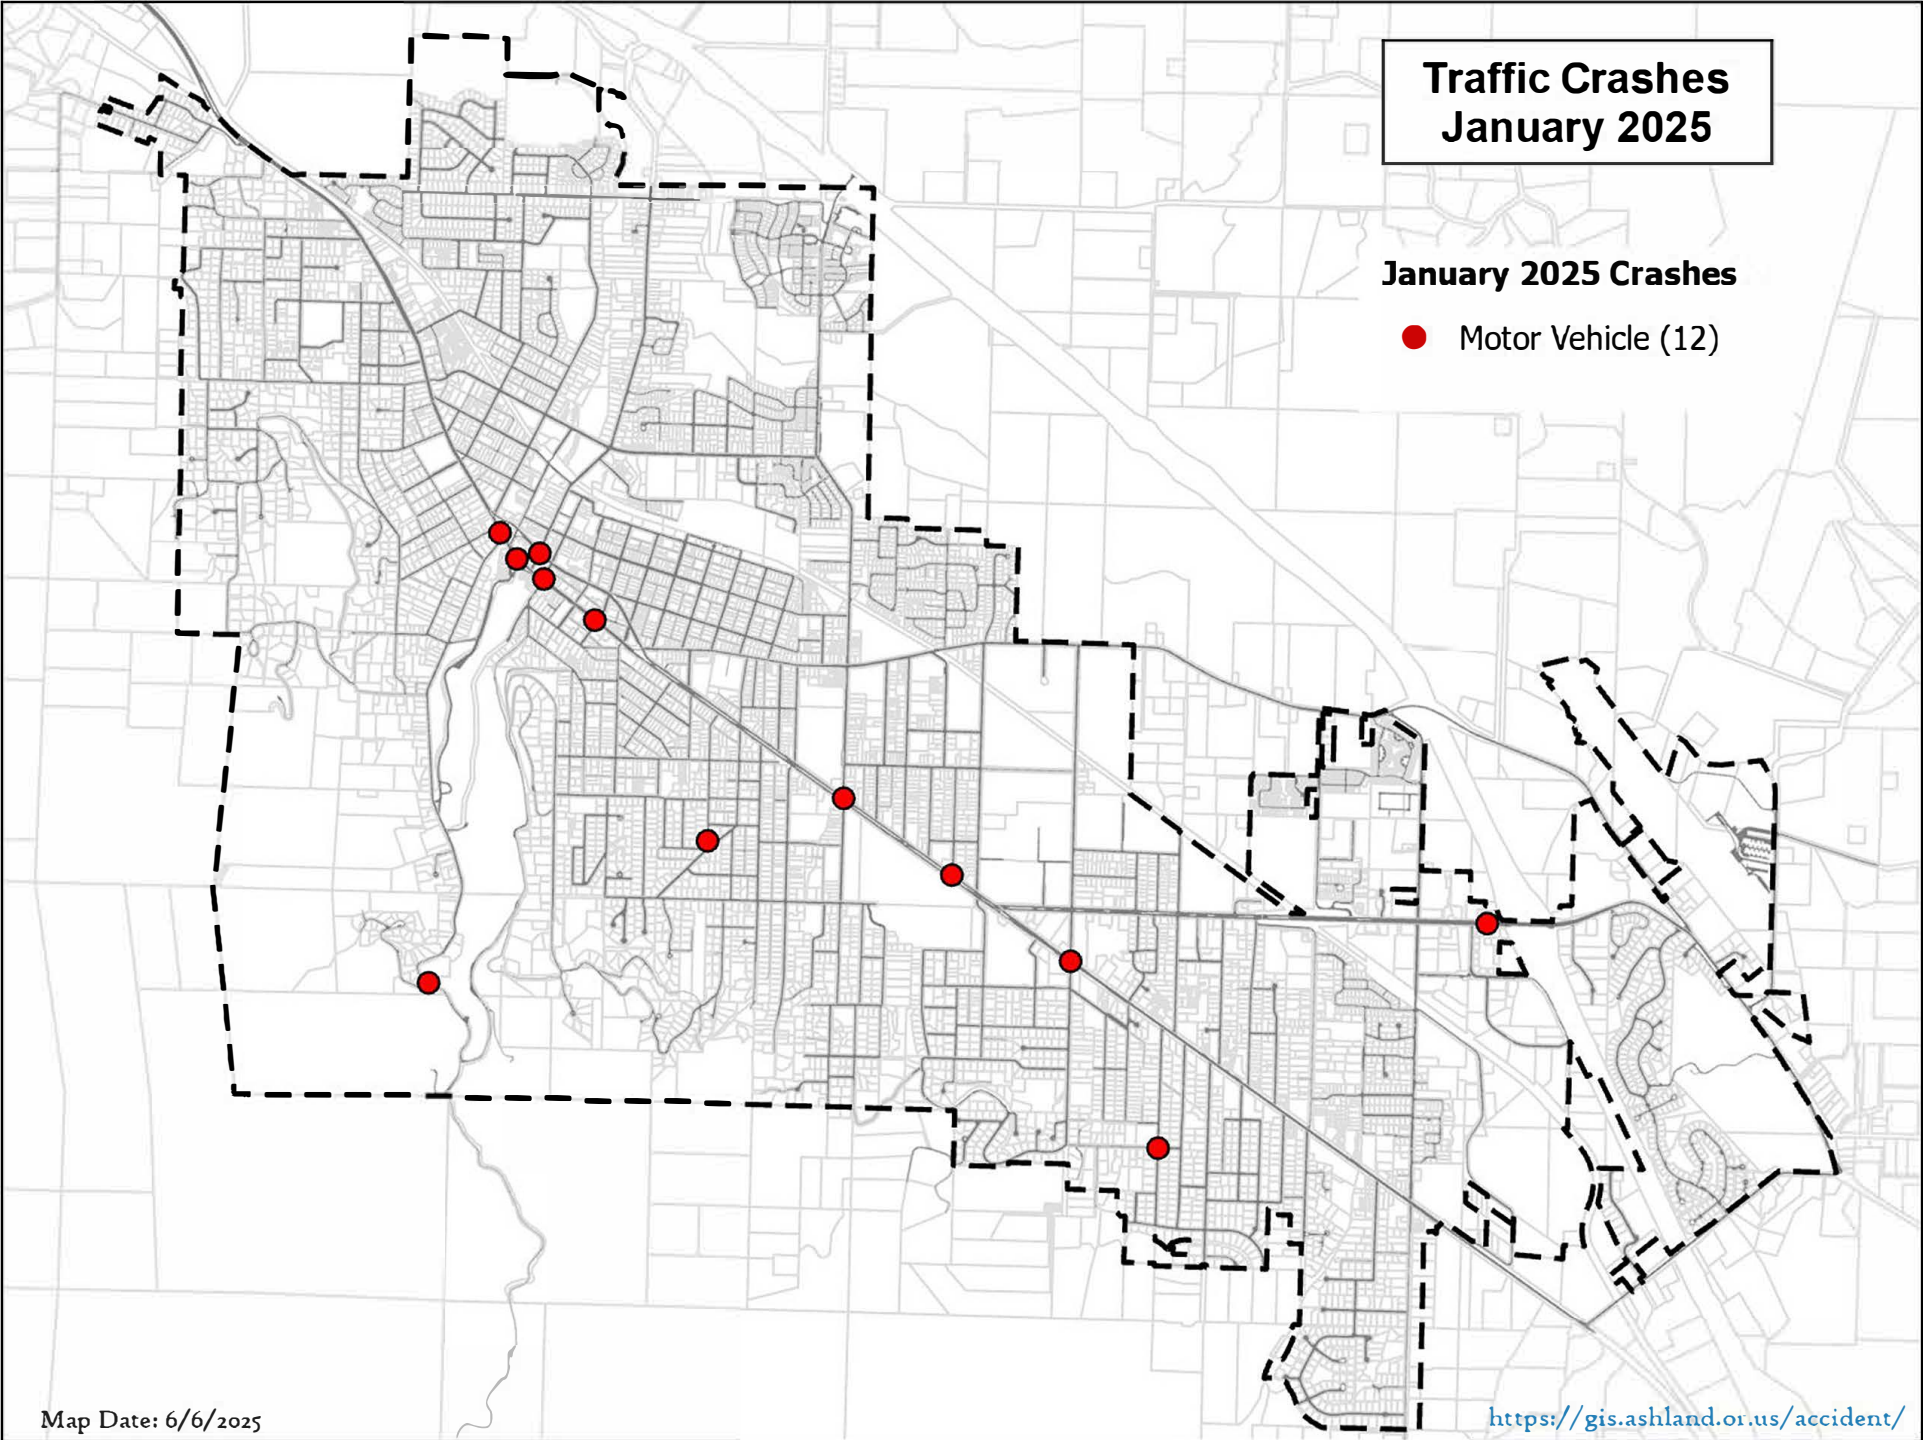 Traffic Crashes
January 2025
January 2025 Crashes
Motor Vehicle (12)
Map Date: 6/6/2025
https://gis.ashland.or.us/accident/